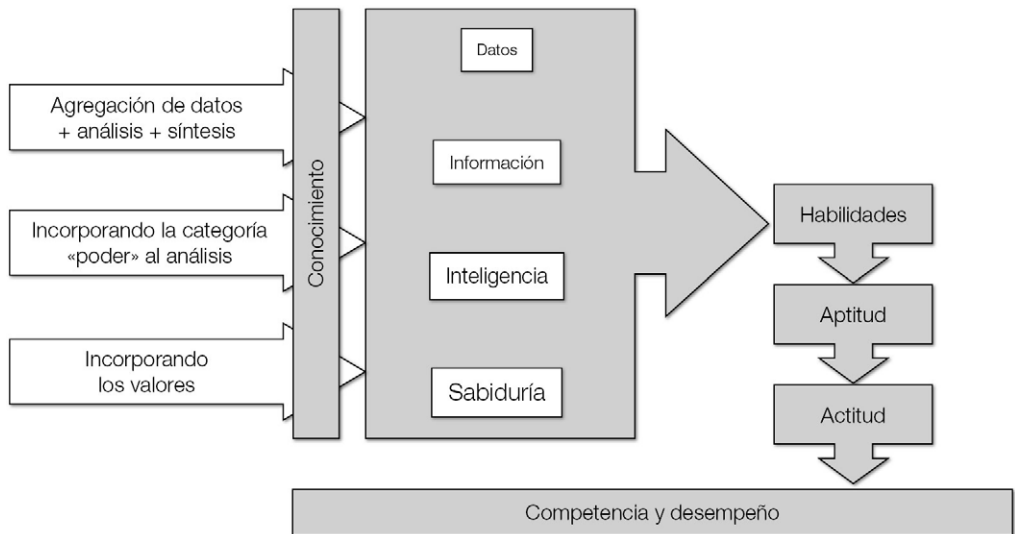 Agregación de datos
+ análisis + síntesis
Incorporando la categoría
«poder» al análisis
Incorporando
los valores
Conocimiento
Datos
Información
Inteligencia
Sabiduría
Habilidades
Aptitud
Actitud
Competencia y desempeño